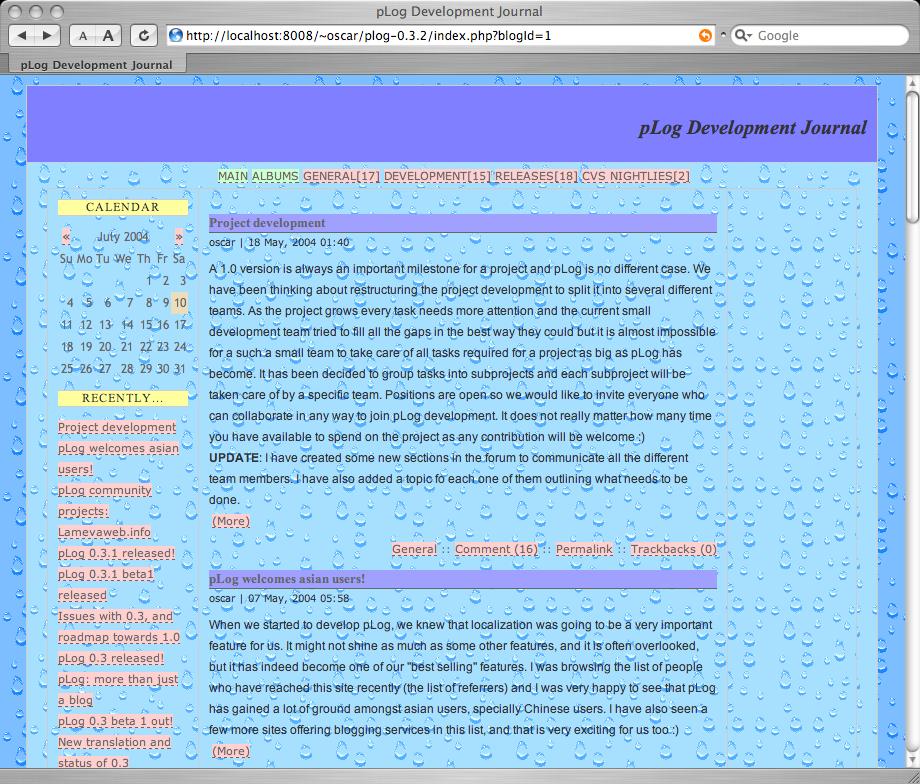 pLog Development Journal
A A
http://localhost:8008/~oscar/plog-0.3.2/index.php?blogId=1
Google
pLog Development Journal
pLog Development Journal
MAIN ALBUMS GENERAL[17] DEVELOPMENT[15] RELEASES[18] CVS NIGHTLIES[2]
CALENDAR
« July 2004 »
Su Mo Tu We Th Fr Sa
1 2 3
4 5 6 7 8 9 10
11 12 13 14 15 16 17
18 19 20 21 22 23 24
25 26 27 28 29 30 31
RECENTLY...
Project development
pLog welcomes asian
users!
pLog community
projects:
Lamevaweb.info
pLog 0.3.1 released!
pLog 0.3.1 beta1
released
Issues with 0.3, and
roadmap towards 1.0
pLog 0.3 released!
pLog: more than just
a blog
pLog 0.3 beta 1 out!
New translation and
status of 0.3
Project development
oscar | 18 May, 2004 01:40
A 1.0 version is always an important milestone for a project and pLog is no different case. We
have been thinking about restructuring the project development to split it into several different
teams. As the project grows every task needs more attention and the current small
development team tried to fill all the gaps in the best way they could but it is almost impossible
for a such a small team to take care of all tasks required for a project as big as pLog has
become. It has been decided to group tasks into subprojects and each subproject will be
taken care of by a specific team. Positions are open so we would like to invite everyone who
can collaborate in any way to join pLog development. It does not really matter how many time
you have available to spend on the project as any contribution will be welcome :)
UPDATE: I have created some new sections in the forum to communicate all the different
team members. I have also added a topic fo each one of them outlining what needs to be
done.
(More)
General :: Comment (16) :: Permalink :: Trackbacks (0)
pLog welcomes asian users!
oscar | 07 May, 2004 05:58
When we started to develop pLog, we knew that localization was going to be a very important
feature for us. It might not shine as much as some other features, and it is often overlooked,
but it has indeed become one of our "best selling" features. I was browsing the list of people
who have reached this site recently (the list of referrers) and I was very happy to see that pLog
has gained a lot of ground amongst asian users, specially Chinese users. I have also seen a
few more sites offering blogging services in this list, and that is very exciting for us too :)
(More)